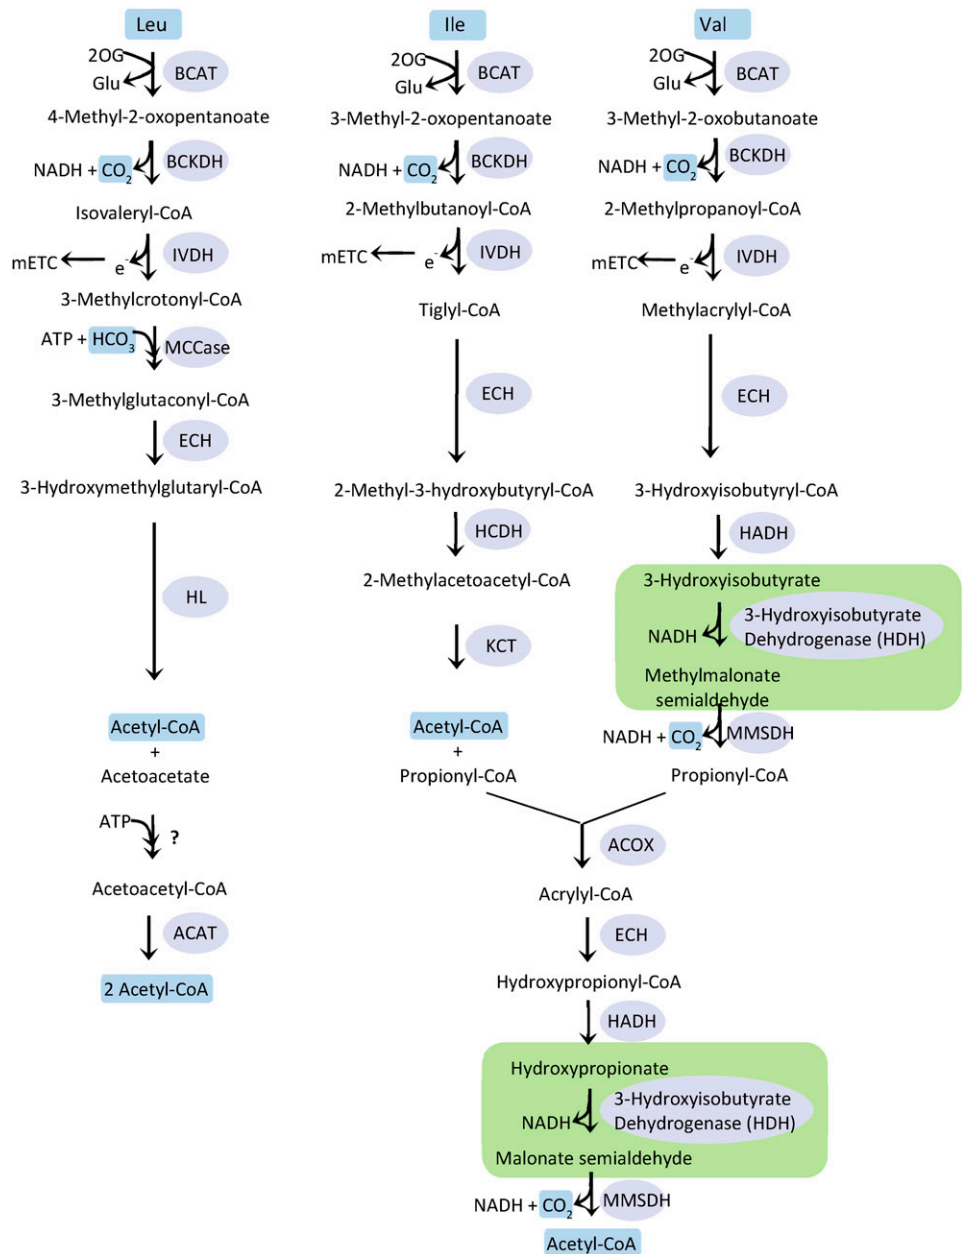 Leu
2OG
Glu
BCAT
4-Methyl-2-oxopentanoate
NADH + CO2
BCKDH
Isovaleryl-CoA
mETC
e-
IVDH
3-Methylcrotonyl-CoA
ATP + HCO3
MCCase
3-Methylglutaconyl-CoA
ECH
3-Hydroxymethylglutaryl-CoA
HL
Acetyl-CoA
+
Acetoacetate
ATP
?
Acetoacetyl-CoA
ACAT
2 Acetyl-CoA
Ile
2OG
Glu
BCAT
3-Methyl-2-oxopentanoate
NADH + CO2
BCKDH
2-Methylbutanoyl-CoA
mETC
e-
IVDH
Tiglyl-CoA
ECH
2-Methyl-3-hydroxybutyryl-CoA
HCDH
2-Methylacetoacetyl-CoA
KCT
Acetyl-CoA
+
Propionyl-CoA
Val
2OG
Glu
BCAT
3-Methyl-2-oxobutanoate
NADH + CO2
BCKDH
2-Methylpropanoyl-CoA
mETC
e-
IVDH
Methylacrylyl-CoA
ECH
3-Hydroxyisobutyryl-CoA
HADH
3-Hydroxyisobutyrate
NADH
3-Hydroxyisobutyrate
Dehydrogenase (HDH)
Methylmalonate
semialdehyde
NADH + CO2
MMSDH
Propionyl-CoA
ACOX
Acrylyl-CoA
ECH
Hydroxypropionyl-CoA
HADH
Hydroxypropionate
NADH
3-Hydroxyisobutyrate
Dehydrogenase (HDH)
Malonate semialdehyde
NADH + CO2
MMSDH
Acetyl-CoA